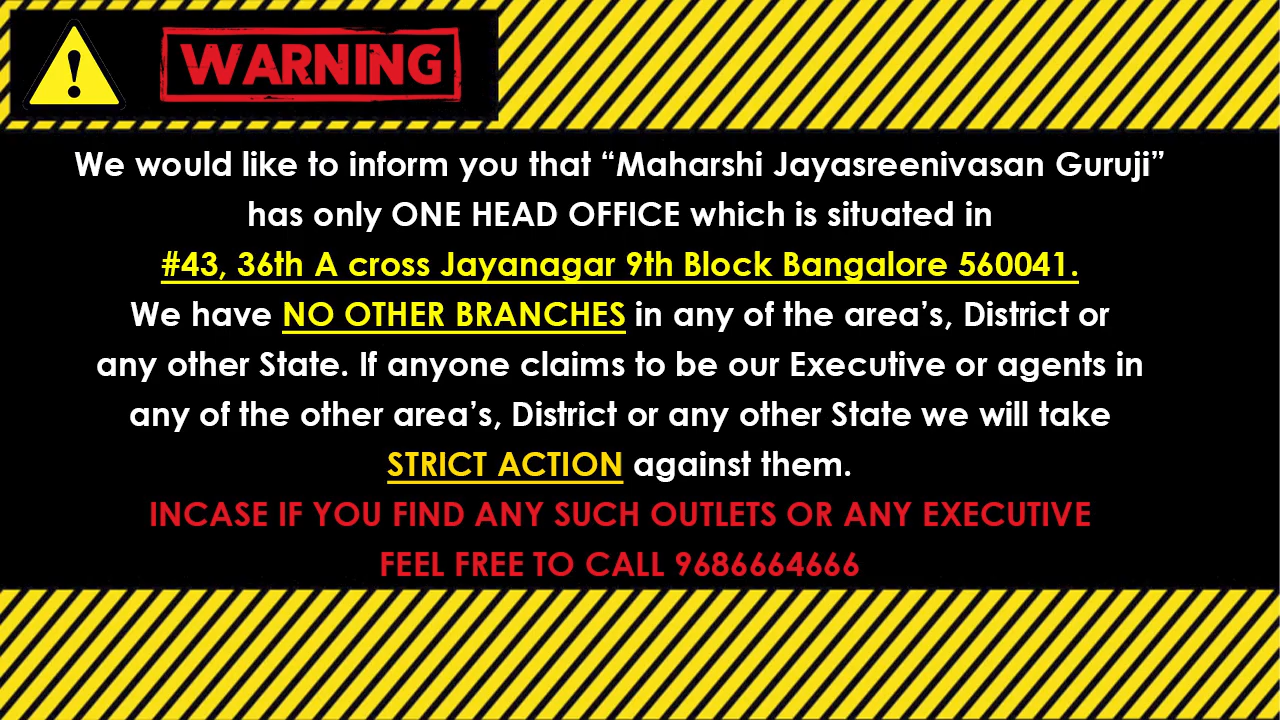 WARNING
We would like to inform you that “Maharshi Jayasreenivasan Guruji”
has only ONE HEAD OFFICE which is situated in
#43, 36th A cross Jayanagar 9th Block Bangalore 560041.
We have NO OTHER BRANCHES in any of the area’s, District or
any other State. If anyone claims to be our Executive or agents in
any of the other area’s, District or any other State we will take
STRICT ACTION against them.
INCASE IF YOU FIND ANY SUCH OUTLETS OR ANY EXECUTIVE
FEEL FREE TO CALL 9686664666